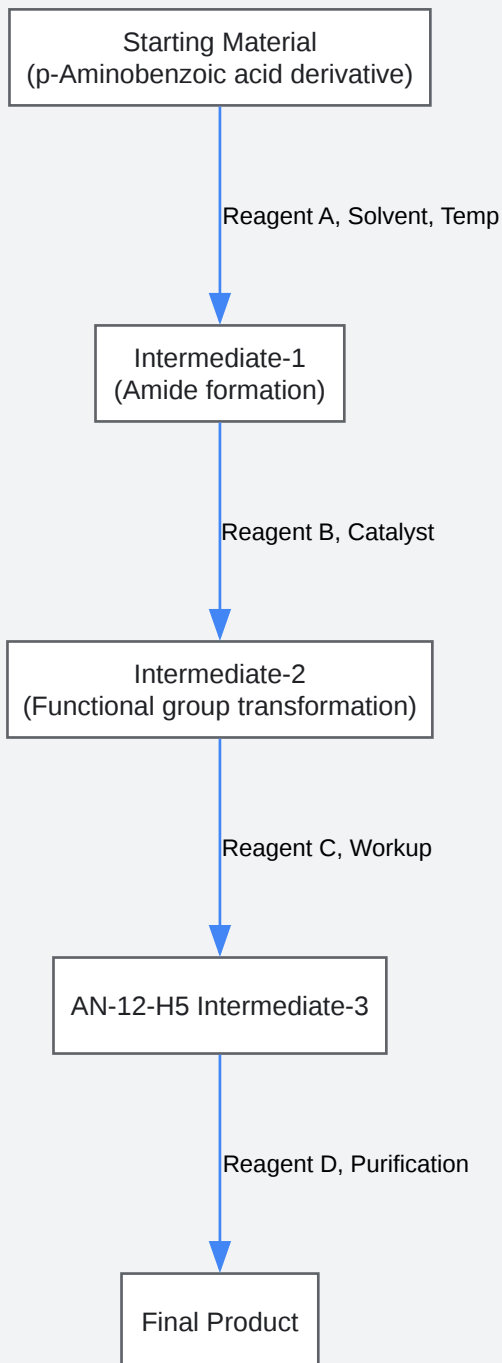 Starting Material
(p-Aminobenzoic acid derivative)
Reagent A, Solvent, Temp
Intermediate-1
(Amide formation)
Reagent B, Catalyst
Intermediate-2
(Functional group transformation)
Reagent C, Workup
AN-12-H5 Intermediate-3
Reagent D, Purification
Final Product